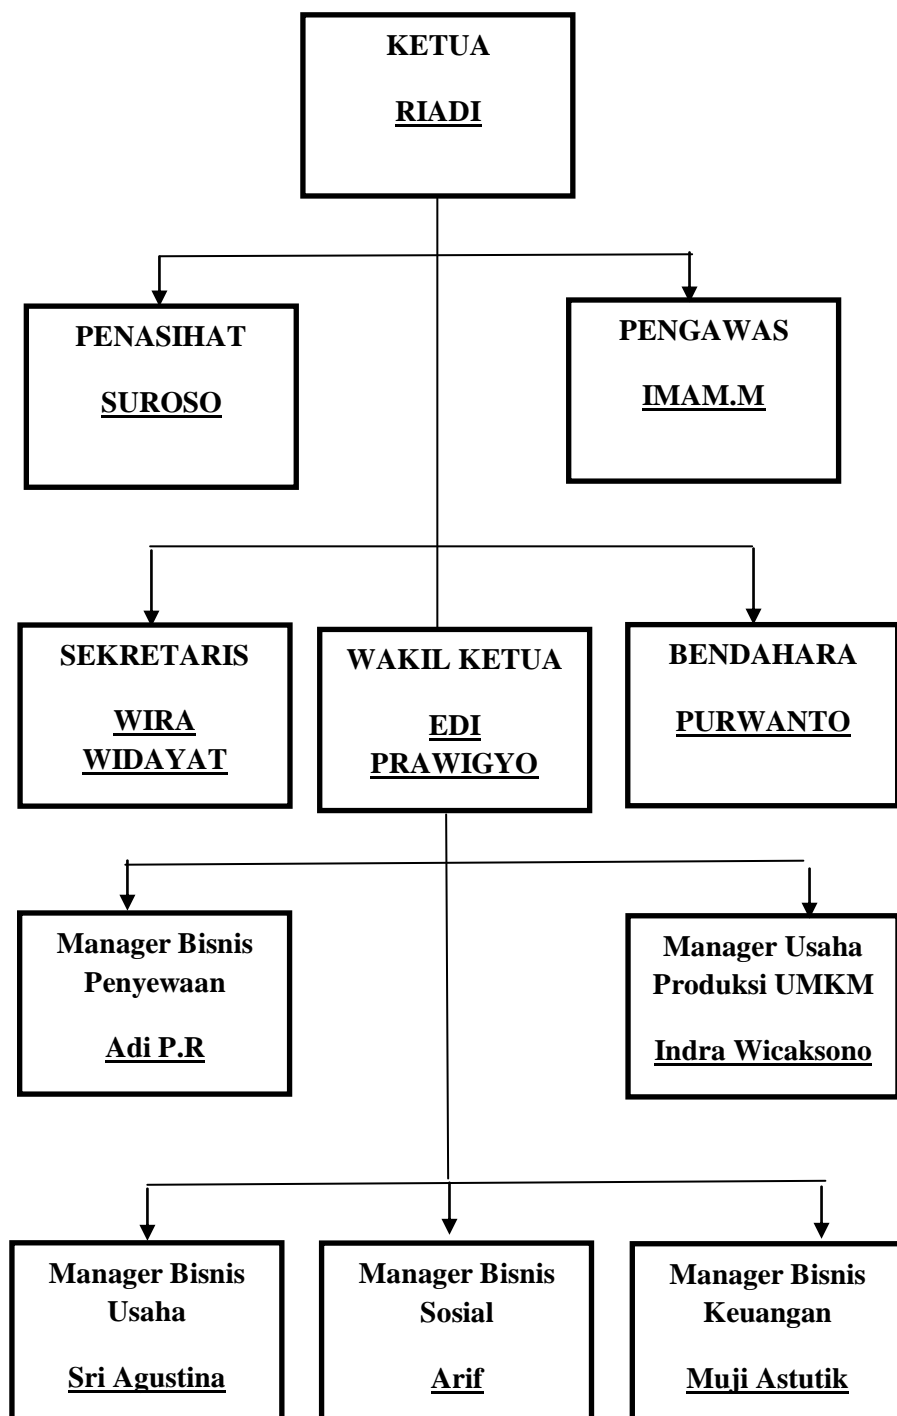 KETUA
RIADI
PENASIHAT
SUROSO
PENGAWAS
IMAM.M
SEKRETARIS
WIRA
WIDAYAT
WAKIL KETUA
EDI
PRAWIGYO
BENDAHARA
PURWANTO
Manager Bisnis
Penyewaan
Adi P.R
Manager Usaha
Produksi UMKM
Indra Wicaksono
Manager Bisnis
Usaha
Sri Agustina
Manager Bisnis
Sosial
Arif
Manager Bisnis
Keuangan
Muji Astutik